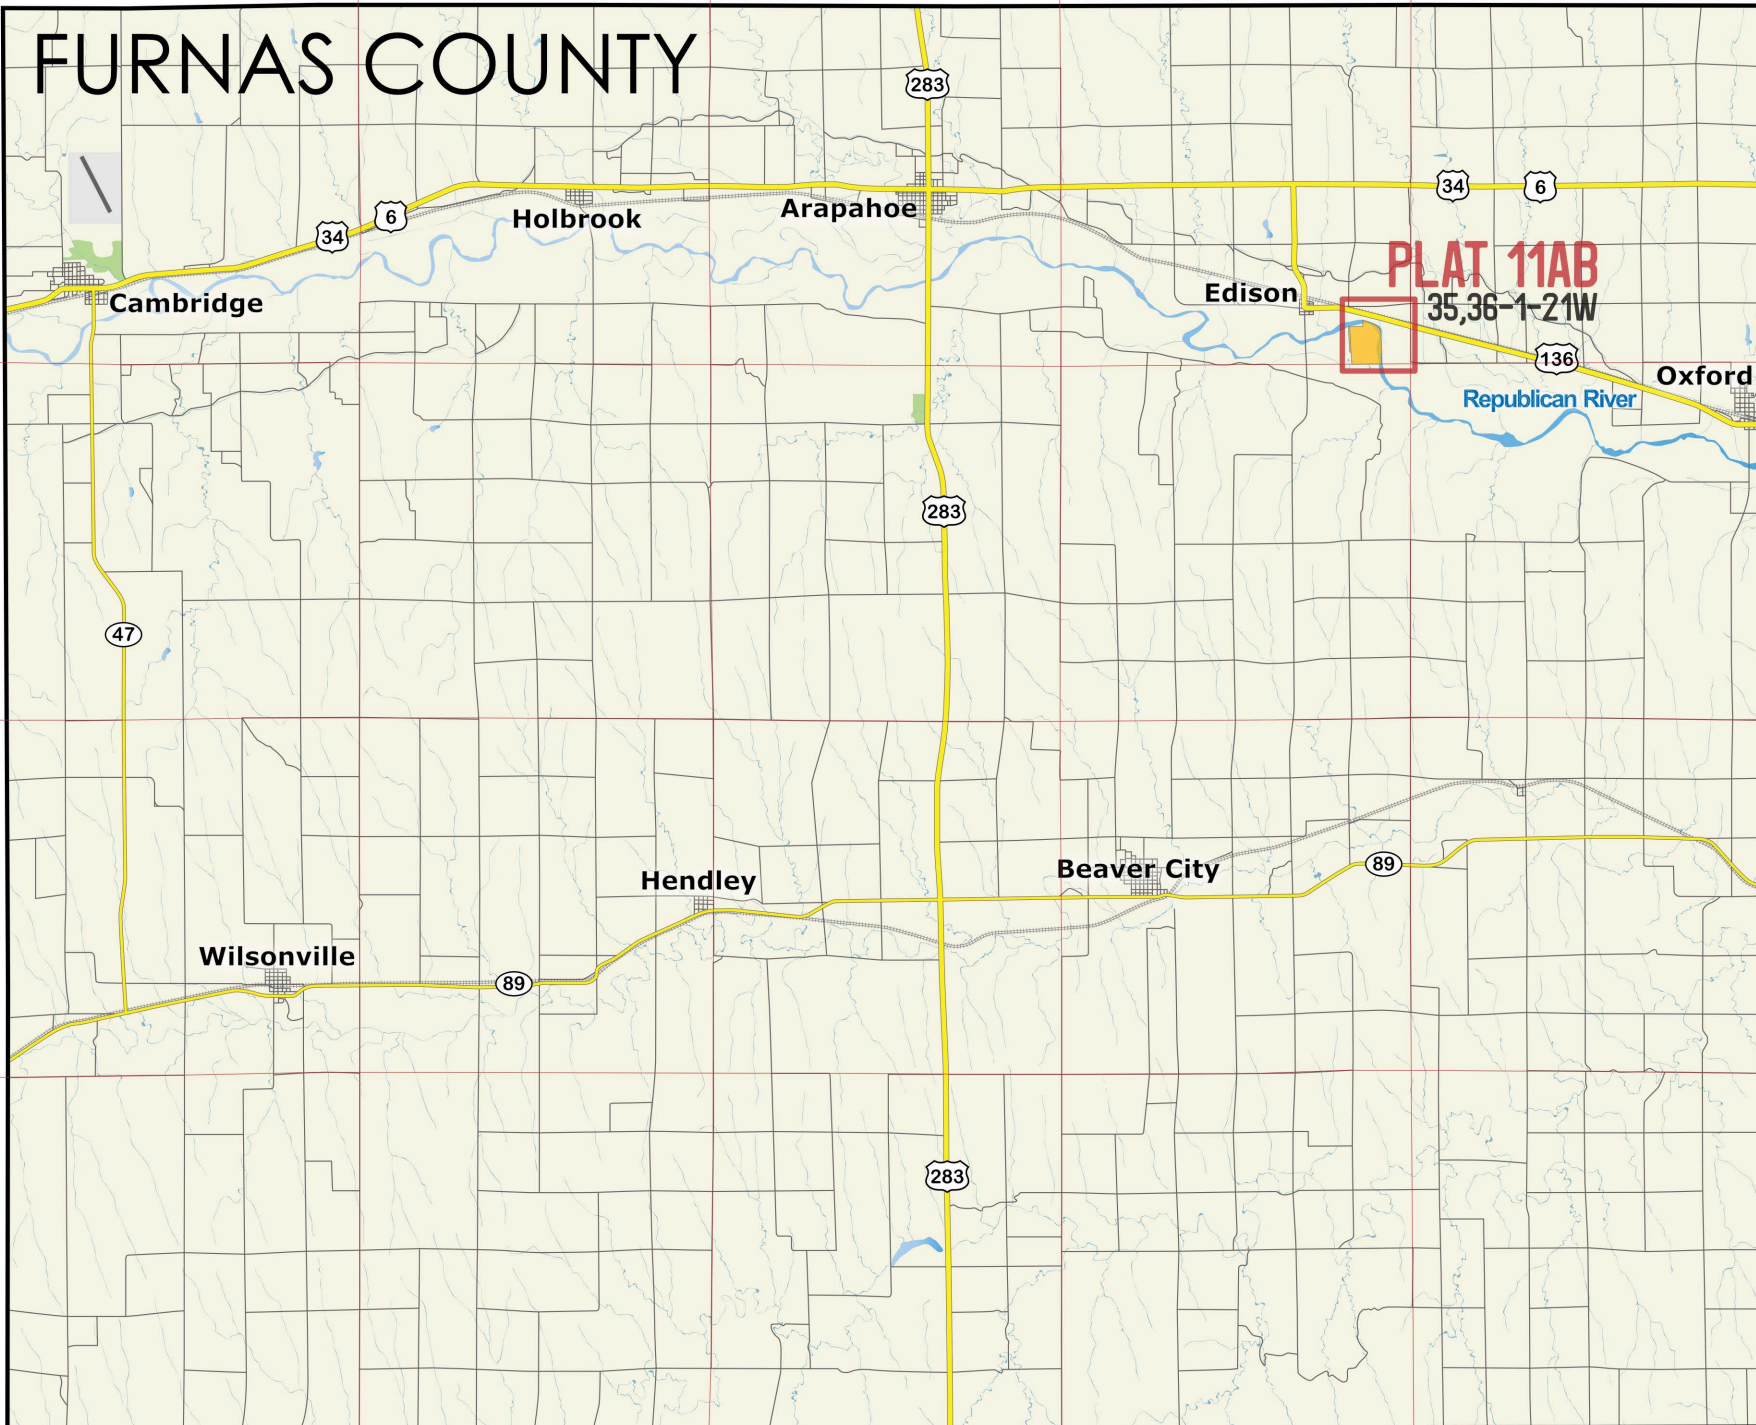 FURNAS COUNTY
283
34
6
6
34
Holbrook
Arapahoe
PLAT 11AB
35,36-1-21W
Cambridge
Edison
136
Oxford
Republican River
283
47
Hendley
Beaver City
89
Wilsonville
89
283